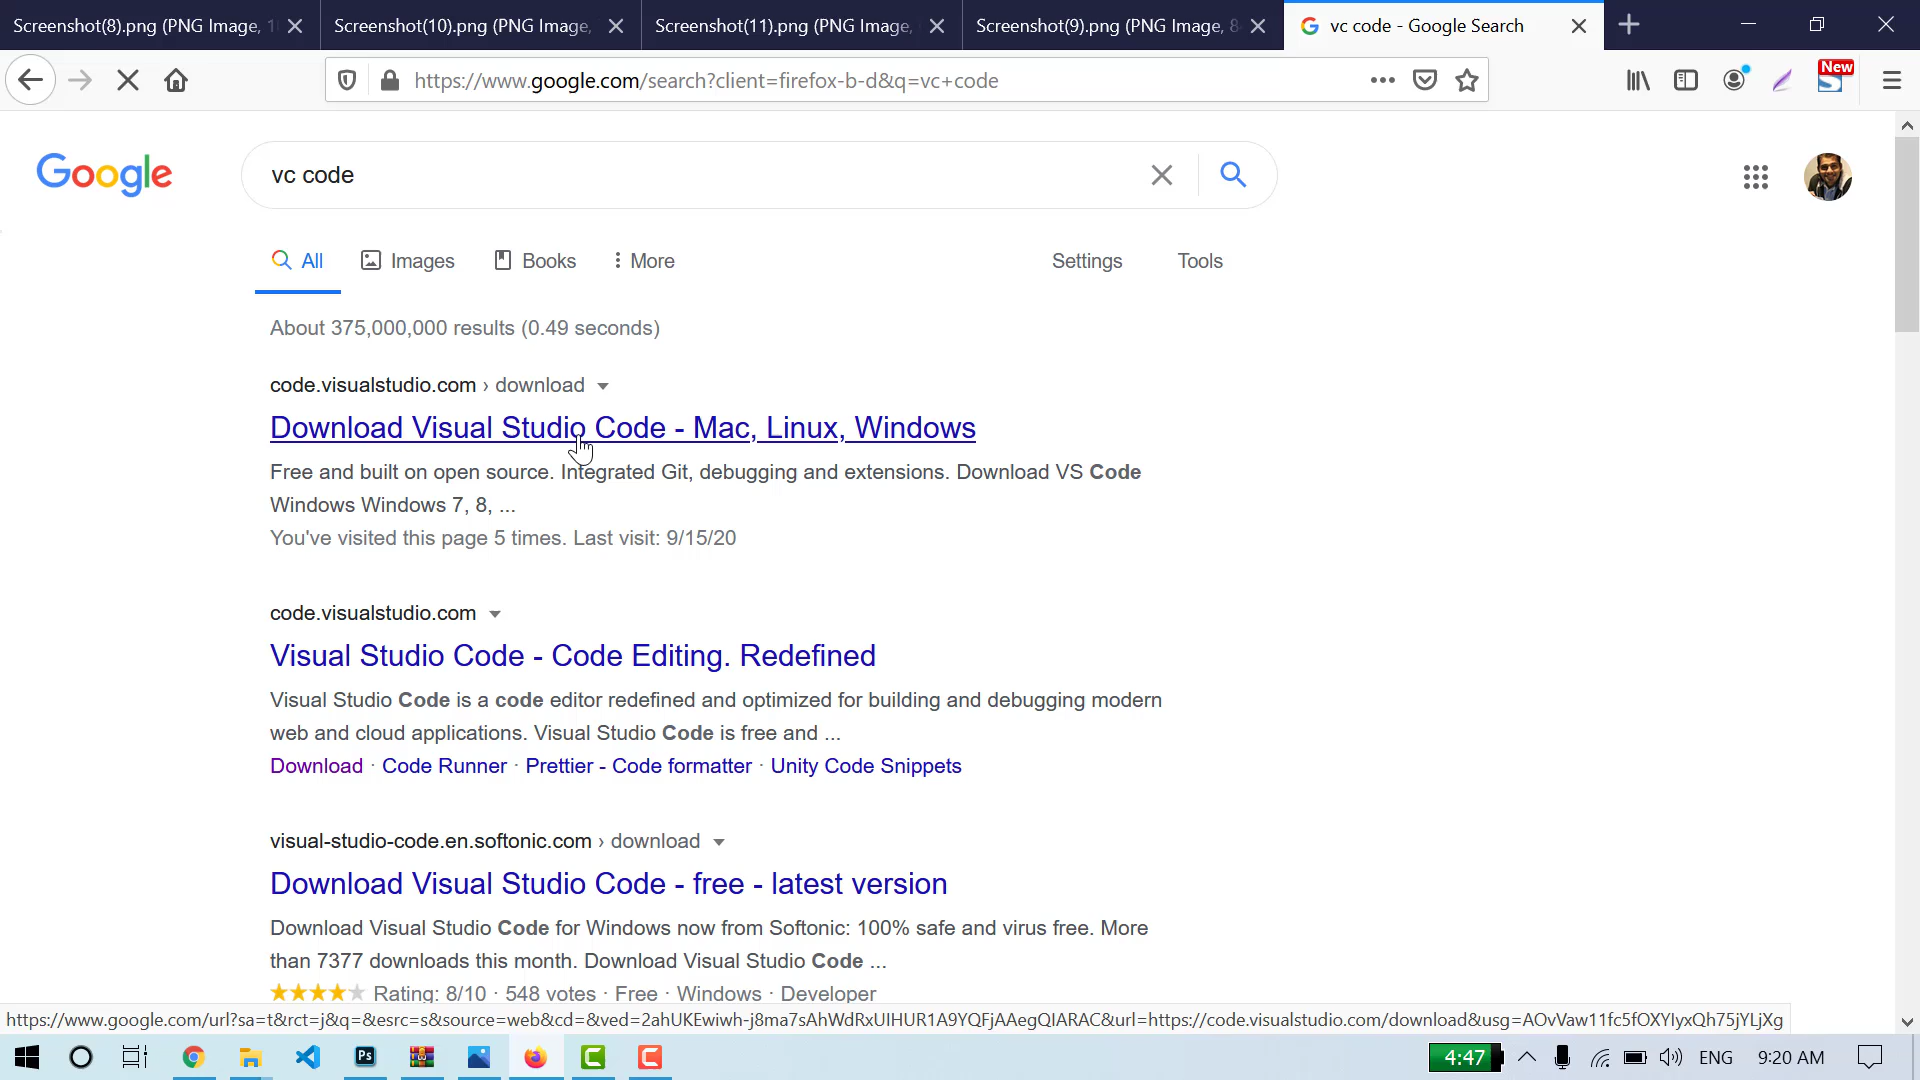 Screenshot(8).png (PNG Image, 1
Screenshot(10).png (PNG Image,
Screenshot(11).png (PNG Image,
Screenshot(9).png (PNG Image, 8
vc code - Google Search
https://www.google.com/search?client=firefox-b-d&q=vc+code
New
Google
vc code
All
Images
Books
More
Settings
Tools
About 375,000,000 results (0.49 seconds)
code.visualstudio.com › download
Download Visual Studio Code - Mac, Linux, Windows
Free and built on open source. Integrated Git, debugging and extensions. Download VS Code
Windows Windows 7, 8, ...
You've visited this page 5 times. Last visit: 9/15/20
code.visualstudio.com
Visual Studio Code - Code Editing. Redefined
Visual Studio Code is a code editor redefined and optimized for building and debugging modern
web and cloud applications. Visual Studio Code is free and ...
Download · Code Runner · Prettier - Code formatter · Unity Code Snippets
visual-studio-code.en.softonic.com › download
Download Visual Studio Code - free - latest version
Download Visual Studio Code for Windows now from Softonic: 100% safe and virus free. More
than 7377 downloads this month. Download Visual Studio Code ...
Rating: 8/10 · 548 votes · Free · Windows · Developer
https://www.google.com/url?sa=t&rct=j&q=&esrc=s&source=web&cd=&ved=2ahUKEwiwh-j8ma7sAhWdRxUIHUR1A9YQFjAAegQIARAC&url=https://code.visualstudio.com/download&usg=AOvVaw11fc5fOXYIyxQh75jYLjXg
Ps
4:47
ENG
9:20 AM